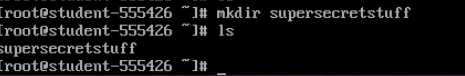 [root@student-555426 ~]# mkdir supersecretstuff
[root@student-555426 ~]# ls
supersecretstuff
[root@student-555426 ~]# _